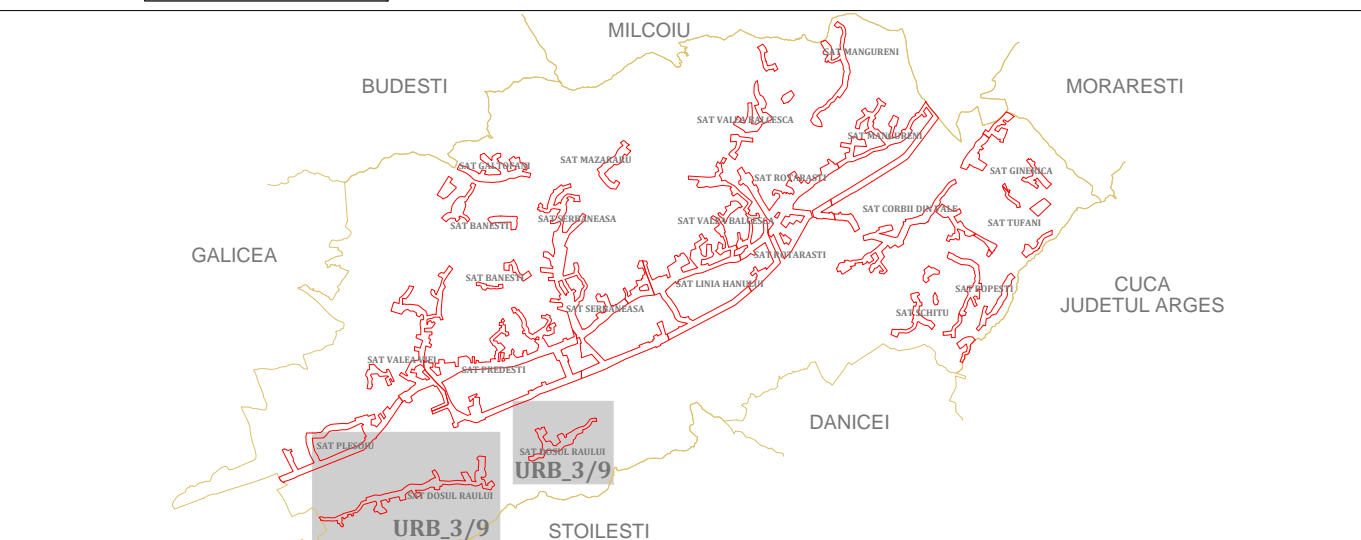 MILCOIU
SAT MANGURENI
BUDESTI
MORARESTI
SAT VALEA BALCESCA
SAT MANGURENI
SAT MAZARARU
SAT GALTOFANI
SAT GINERICA
SAT ROTARASTI
SAT CORBII DIN VALE
SAT SERBANEASA
SAT VALEA BALCESCA
SAT BANESTI
SAT TUFANI
GALICEA
SAT ROTARASTI
SAT BANESTI
SAT LINIA HANULUI
CUCA
JUDETUL ARGES
SAT POPESTI
SAT SERBANEASA
SAT SCHITU
SAT VALEA VIEI
SAT PREDESTI
DANICEI
SAT PLESOIU
SAT DOSUL RAULUI
URB_3/9
SAT DOSUL RAULUI
URB_3/9
STOILESTI